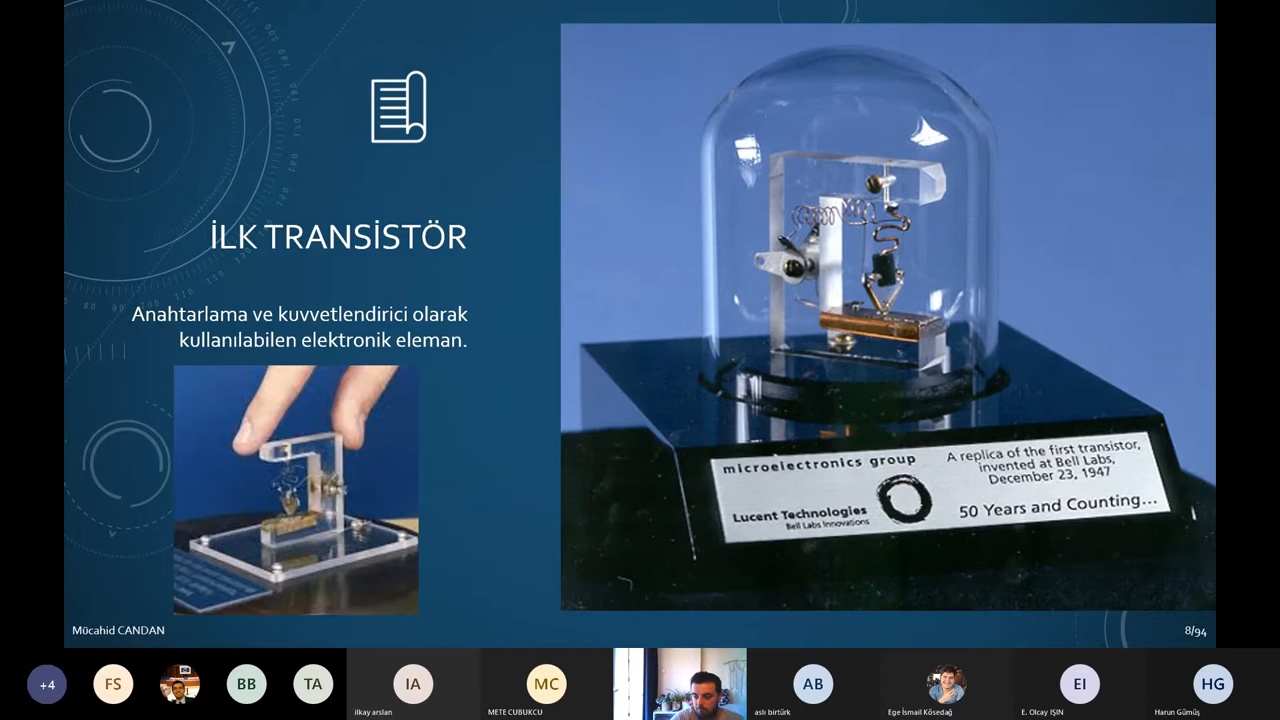 İLK TRANSİSTÖR
Anahtarlama ve kuvvetlendirici olarak
kullanılabilen elektronik eleman.
microelectronics group
Lucent Technologies
Bell Labs Innovations
A replica of the first transistor,
invented at Bell Labs,
December 23, 1947
50 Years and Counting...
Mücahid CANDAN
8/94
+4
FS
BB
TA
IA
ilkay arslan
MC
METE CUBUKCU
AB
aslı birtürk
Ege İsmail Kösedağ
EI
E. Olcay IŞIN
HG
Harun Gümüş